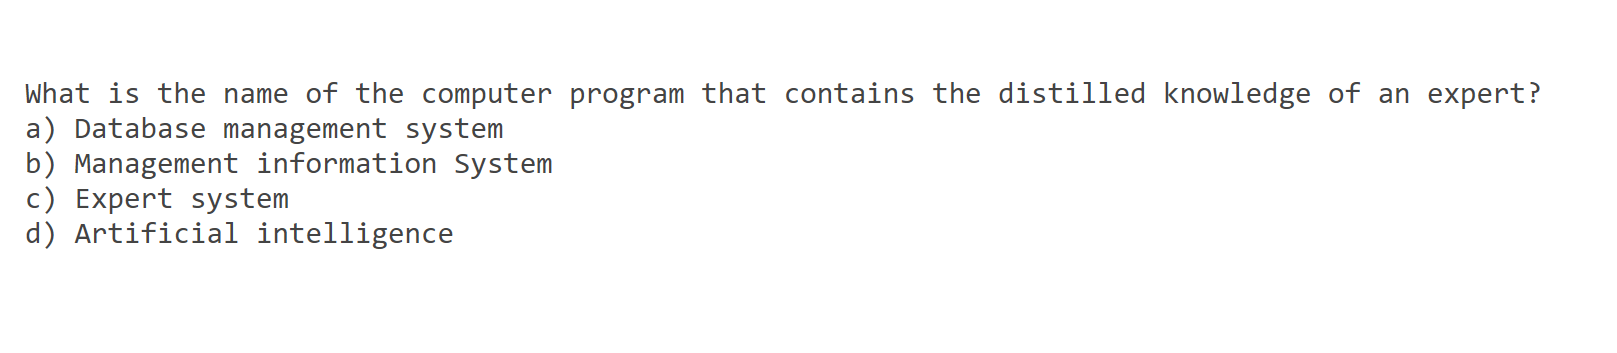 What is the name of the computer program that contains the distilled knowledge of an expert?
a) Database management system
b) Management information System
c) Expert system
d) Artificial intelligence